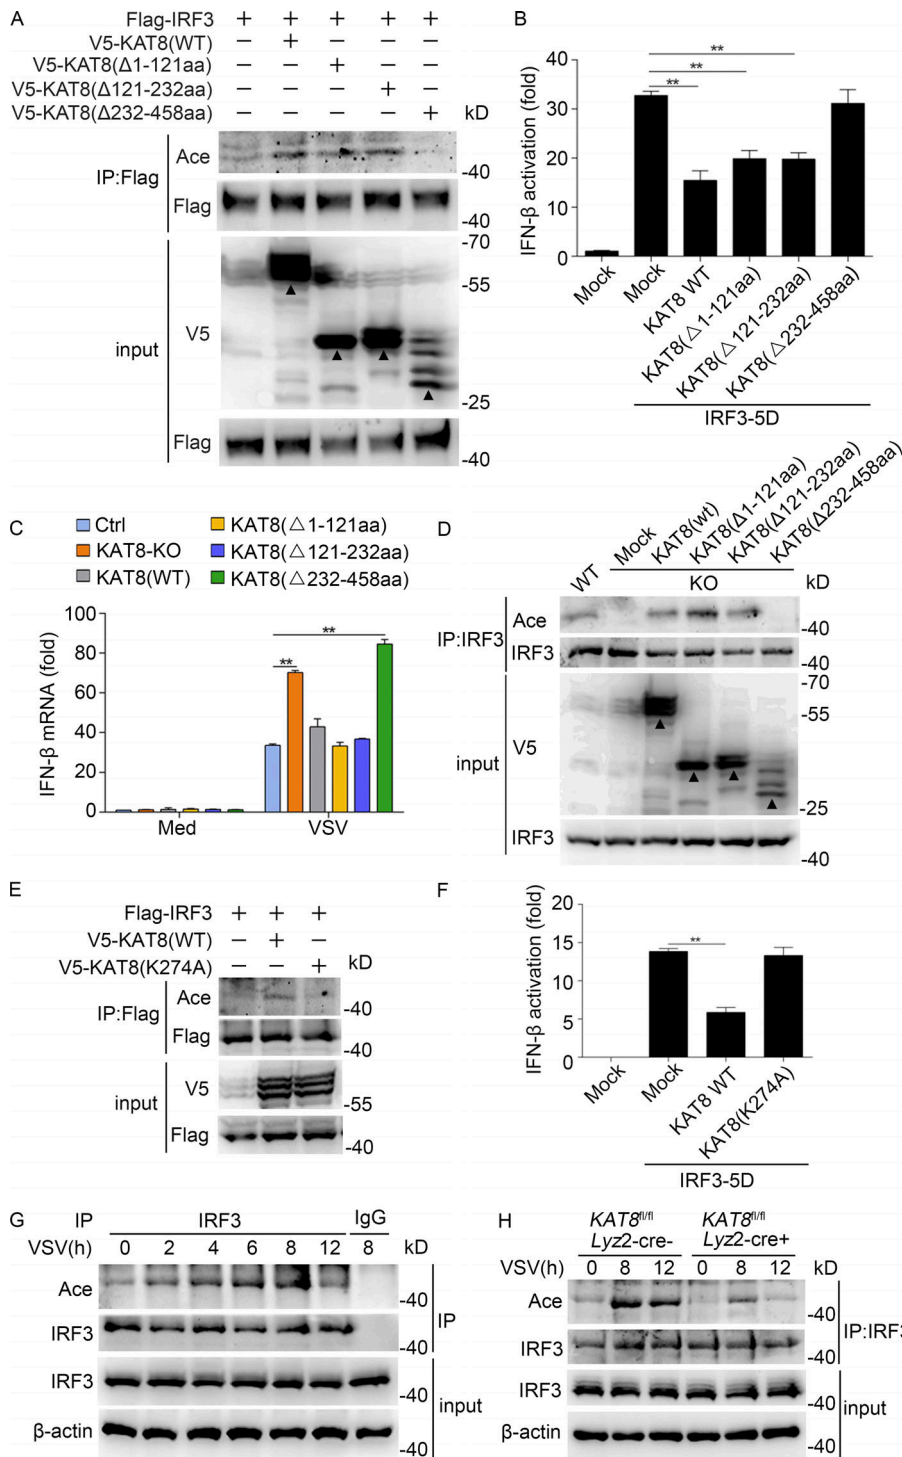 A
Flag-IRF3 + + + + +
V5-KAT8(WT) − + − − −
V5-KAT8(Δ1-121aa) − − + − −
V5-KAT8(Δ121-232aa) − − − + −
V5-KAT8(Δ232-458aa) − − − − +
kD
IP:Flag
Ace
-40
Flag
-40
input
V5
-70
-55
-25
Flag
-40
B
IFN-β activation (fold)
40
30
20
10
0
**
**
**
Mock
Mock
KAT8 WT
KAT8(△1-121aa)
KAT8(△121-232aa)
KAT8(△232-458aa)
IRF3-5D
C
Ctrl
KAT8-KO
KAT8(WT)
KAT8(△1-121aa)
KAT8(△121-232aa)
KAT8(△232-458aa)
IFN-β mRNA (fold)
100
80
60
40
20
0
**
**
Med
VSV
D
WT
Mock
KAT8(wt)
KAT8(Δ1-121aa)
KAT8(Δ121-232aa)
KAT8(Δ232-458aa)
KO
kD
IP:IRF3
Ace
-40
IRF3
-40
input
V5
-70
-55
-25
IRF3
-40
E
Flag-IRF3 + + +
V5-KAT8(WT) − + −
V5-KAT8(K274A) − − +
kD
IP:Flag
Ace
-40
Flag
-40
input
V5
-55
Flag
-40
F
IFN-β activation (fold)
20
15
10
5
0
**
Mock
Mock
KAT8 WT
KAT8(K274A)
IRF3-5D
G
IP IRF3 IgG
VSV(h) 0 2 4 6 8 12 8 kD
Ace
-40
IRF3
-40
IP
IRF3
-40
β-actin
-40
input
H
KAT8fl/fl KAT8fl/fl
Lyz2-cre- Lyz2-cre+
VSV(h) 0 8 12 0 8 12 kD
Ace
-40
IRF3
-40
IP:IRF3
IRF3
-40
β-actin
-40
input